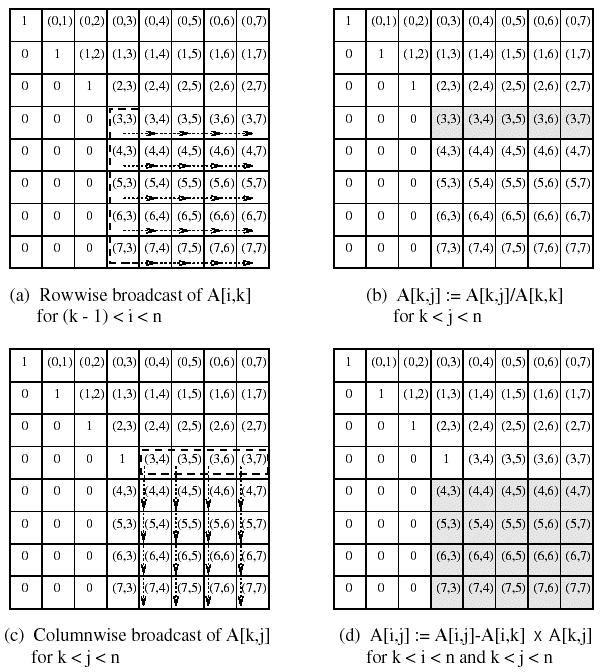 1 (0,1) (0,2) (0,3) (0,4) (0,5) (0,6) (0,7)
0 1 (1,2) (1,3) (1,4) (1,5) (1,6) (1,7)
0 0 1 (2,3) (2,4) (2,5) (2,6) (2,7)
0 0 0 (3,3) (3,4) (3,5) (3,6) (3,7)
0 0 0 (4,3) (4,4) (4,5) (4,6) (4,7)
0 0 0 (5,3) (5,4) (5,5) (5,6) (5,7)
0 0 0 (6,3) (6,4) (6,5) (6,6) (6,7)
0 0 0 (7,3) (7,4) (7,5) (7,6) (7,7)
(a) Rowwise broadcast of A[i,k]
for (k - 1) < i < n
1 (0,1) (0,2) (0,3) (0,4) (0,5) (0,6) (0,7)
0 1 (1,2) (1,3) (1,4) (1,5) (1,6) (1,7)
0 0 1 (2,3) (2,4) (2,5) (2,6) (2,7)
0 0 0 (3,3) (3,4) (3,5) (3,6) (3,7)
0 0 0 (4,3) (4,4) (4,5) (4,6) (4,7)
0 0 0 (5,3) (5,4) (5,5) (5,6) (5,7)
0 0 0 (6,3) (6,4) (6,5) (6,6) (6,7)
0 0 0 (7,3) (7,4) (7,5) (7,6) (7,7)
(b) A[k,j] := A[k,j]/A[k,k]
for k < j < n
1 (0,1) (0,2) (0,3) (0,4) (0,5) (0,6) (0,7)
0 1 (1,2) (1,3) (1,4) (1,5) (1,6) (1,7)
0 0 1 (2,3) (2,4) (2,5) (2,6) (2,7)
0 0 0 1 (3,4) (3,5) (3,6) (3,7)
0 0 0 (4,3) (4,4) (4,5) (4,6) (4,7)
0 0 0 (5,3) (5,4) (5,5) (5,6) (5,7)
0 0 0 (6,3) (6,4) (6,5) (6,6) (6,7)
0 0 0 (7,3) (7,4) (7,5) (7,6) (7,7)
(c) Columnwise broadcast of A[k,j]
for k < j < n
1 (0,1) (0,2) (0,3) (0,4) (0,5) (0,6) (0,7)
0 1 (1,2) (1,3) (1,4) (1,5) (1,6) (1,7)
0 0 1 (2,3) (2,4) (2,5) (2,6) (2,7)
0 0 0 1 (3,4) (3,5) (3,6) (3,7)
0 0 0 (4,3) (4,4) (4,5) (4,6) (4,7)
0 0 0 (5,3) (5,4) (5,5) (5,6) (5,7)
0 0 0 (6,3) (6,4) (6,5) (6,6) (6,7)
0 0 0 (7,3) (7,4) (7,5) (7,6) (7,7)
(d) A[i,j] := A[i,j]-A[i,k] x A[k,j]
for k < i < n and k < j < n